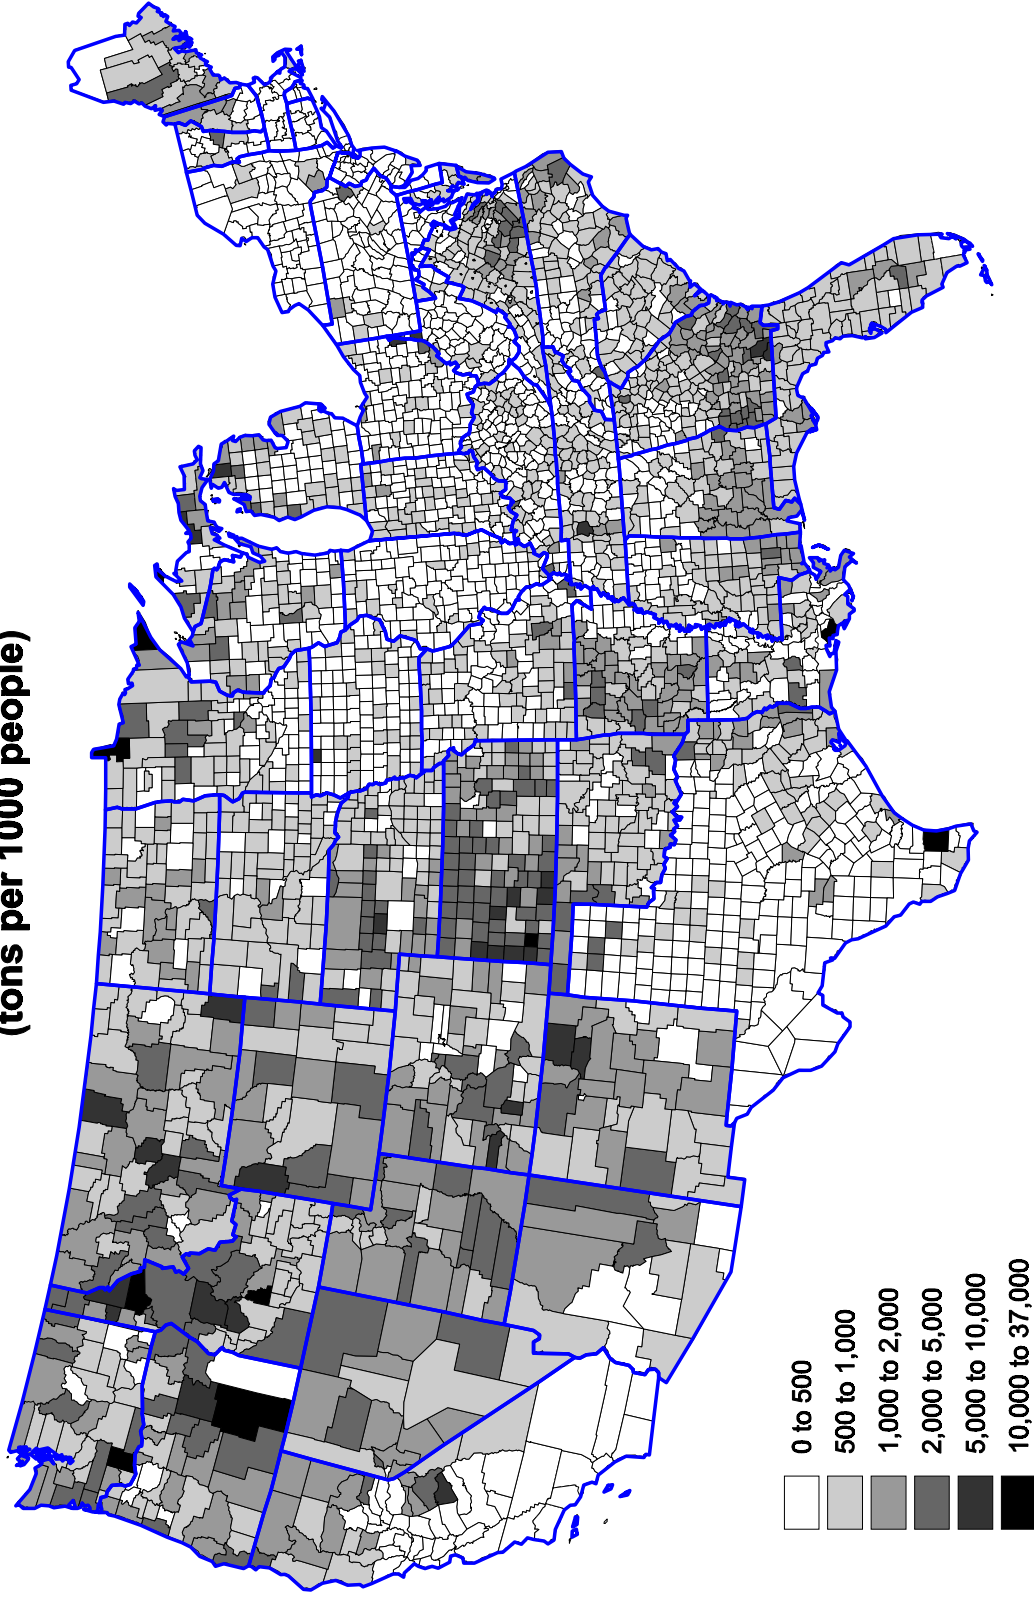 (tons per 1000 people)
0 to 500
500 to 1,000
1,000 to 2,000
2,000 to 5,000
5,000 to 10,000
10,000 to 37,000